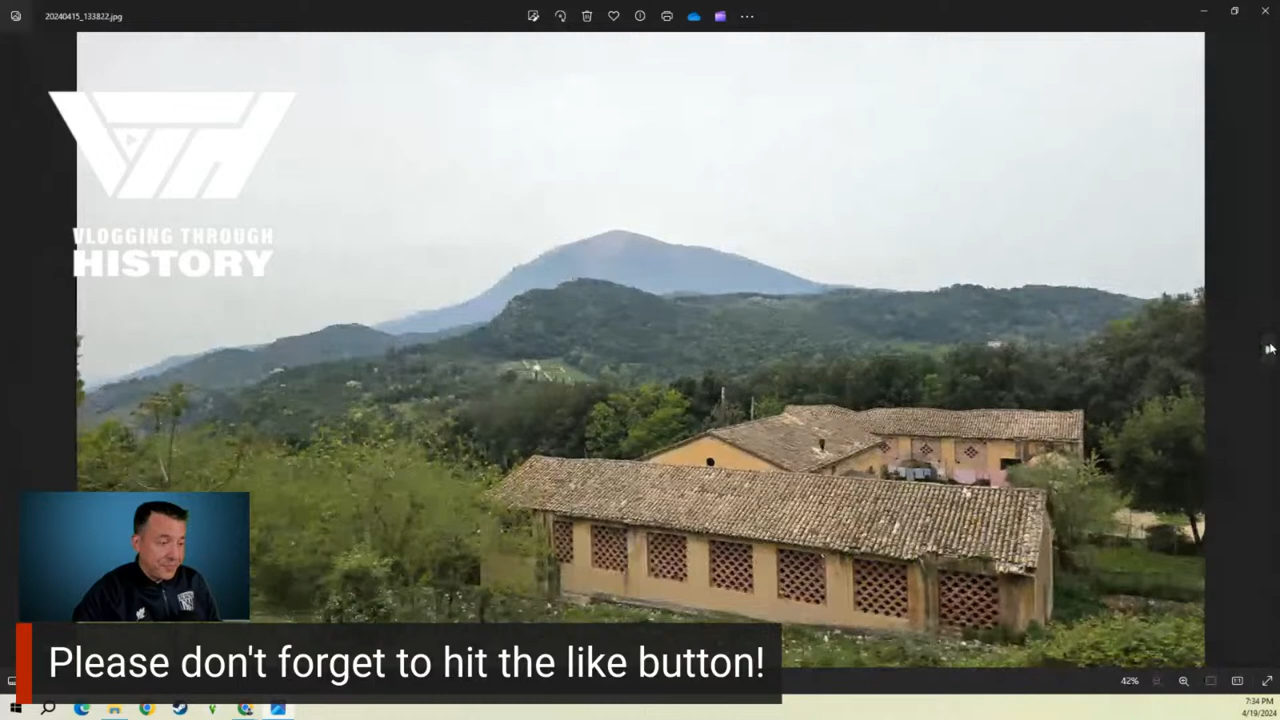 20240415_133822.jpg
VTH
VLOGGING THROUGH
HISTORY
Please don't forget to hit the like button!
42%
7:34 PM
4/19/2024